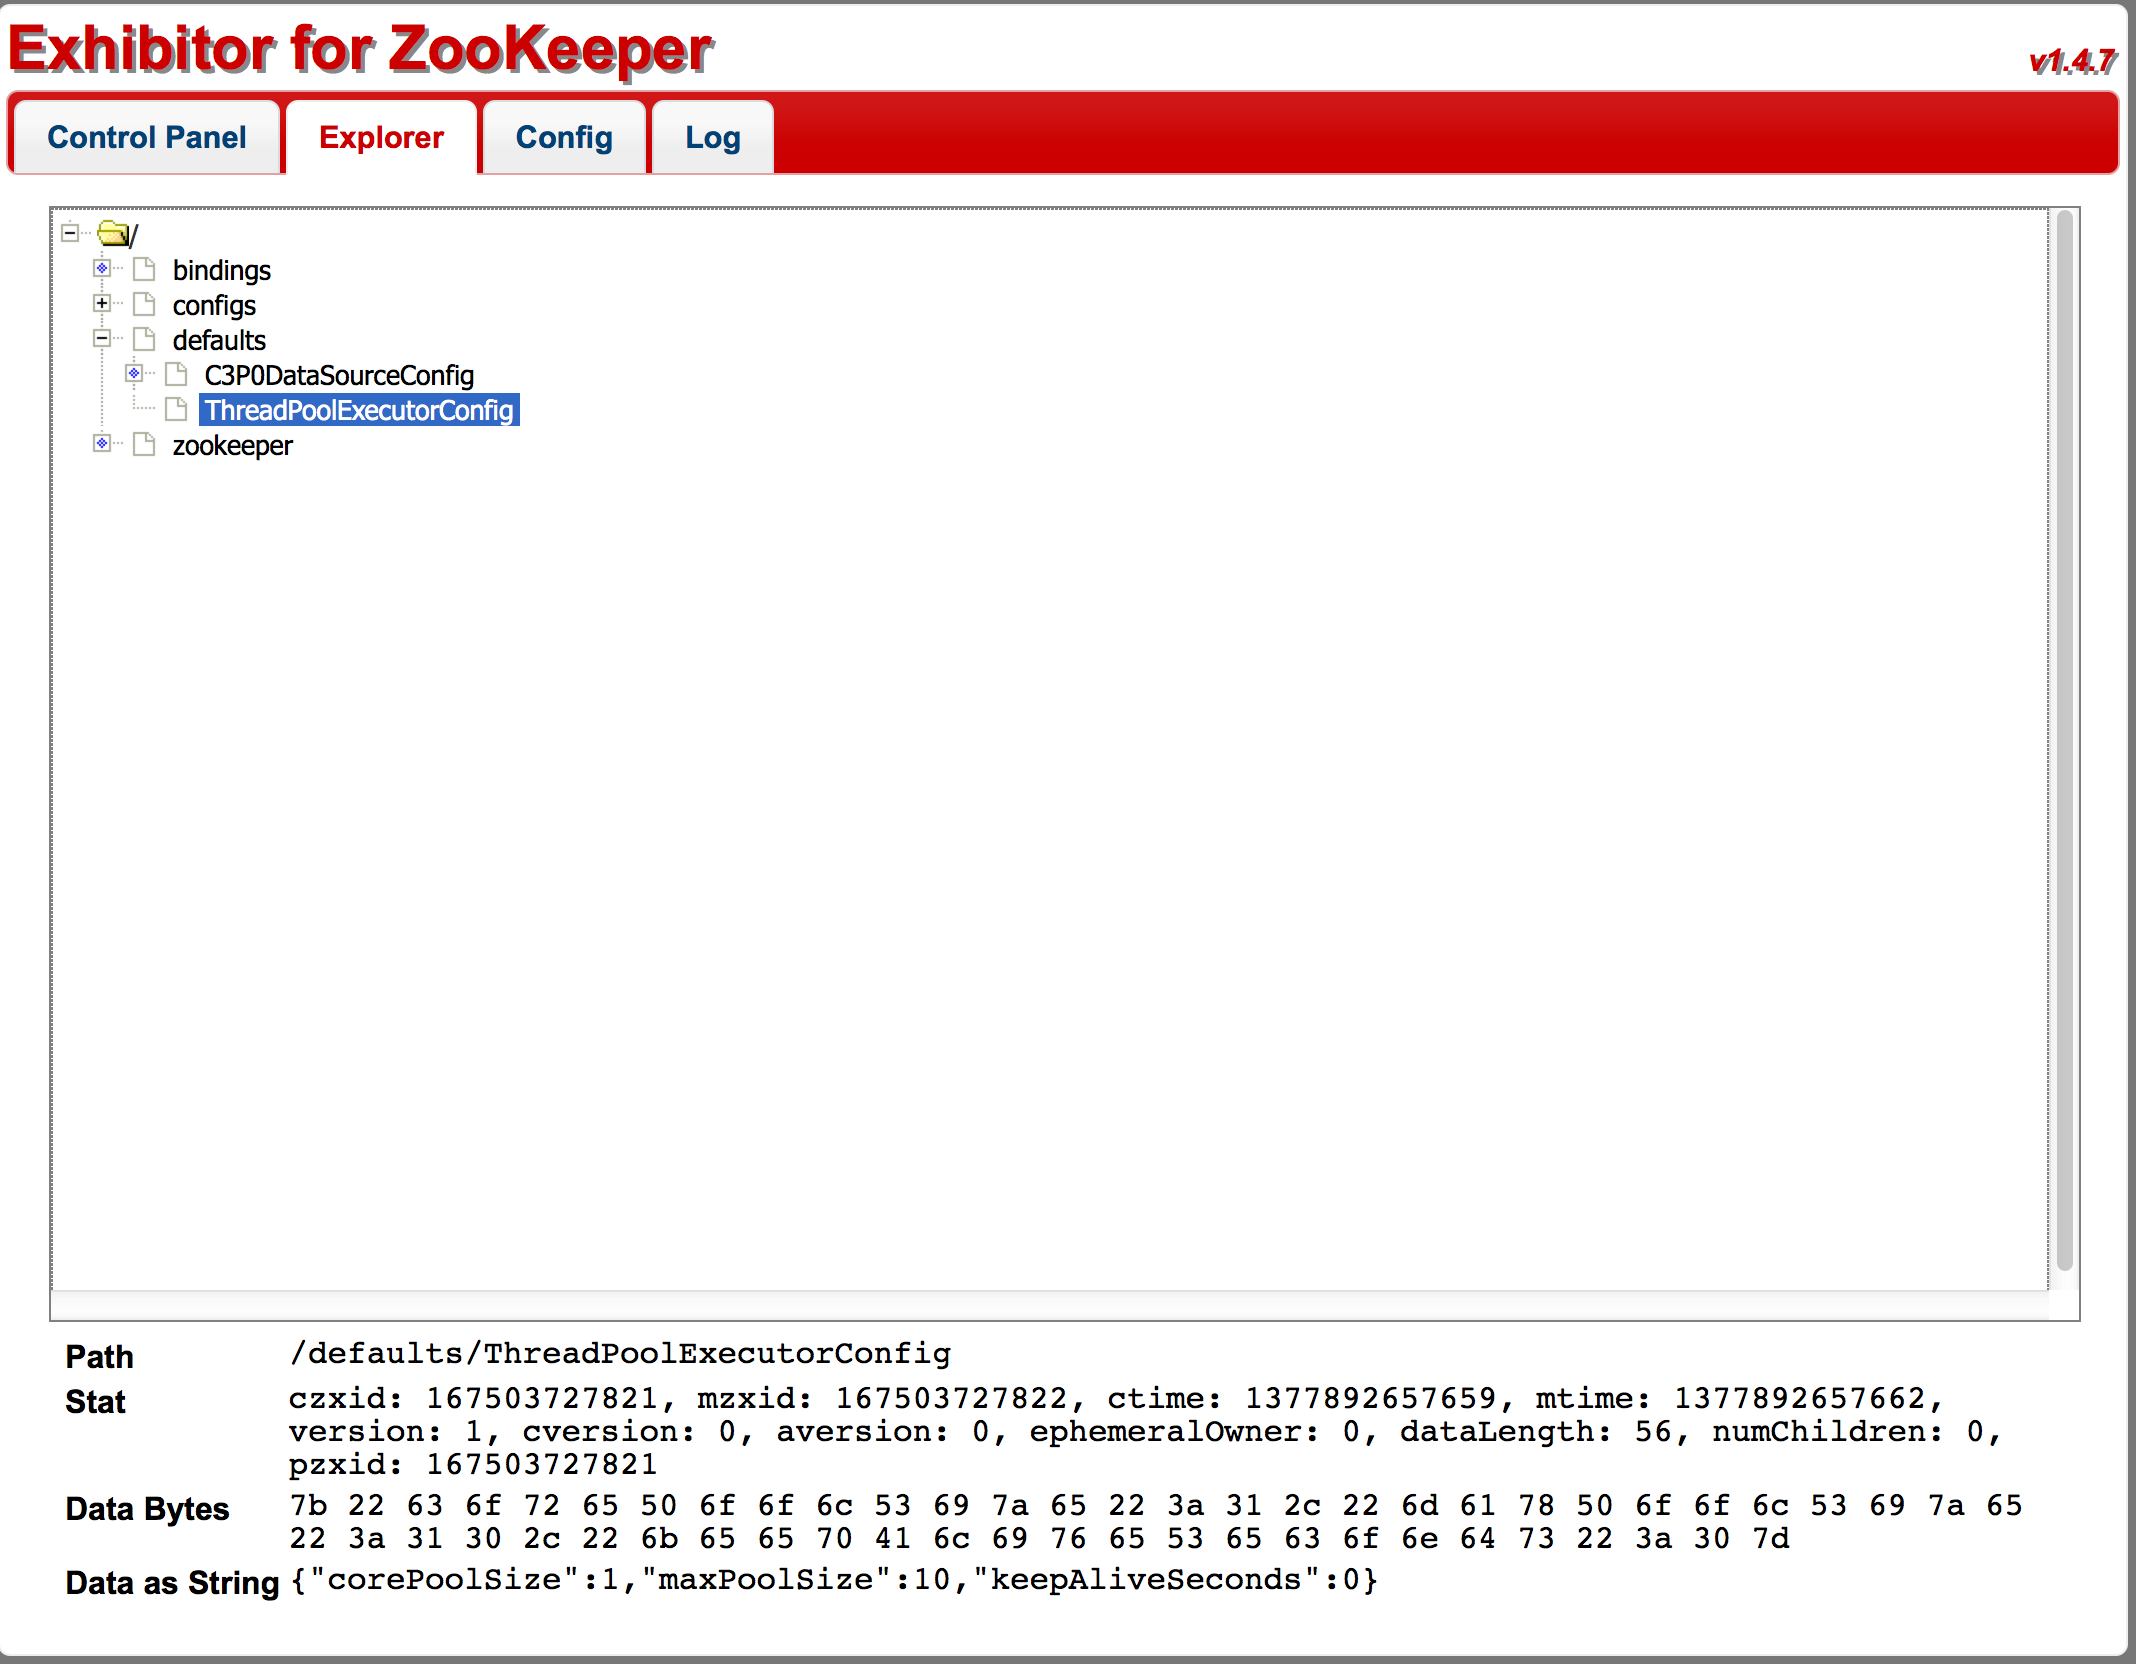 Exhibitor for ZooKeeper
v1.4.7
Control Panel
Explorer
Config
Log
/
bindings
configs
defaults
C3P0DataSourceConfig
ThreadPoolExecutorConfig
zookeeper
Path /defaults/ThreadPoolExecutorConfig
Stat czxid: 167503727821, mzxid: 167503727822, ctime: 1377892657659, mtime: 1377892657662,
version: 1, cversion: 0, aversion: 0, ephemeralOwner: 0, dataLength: 56, numChildren: 0,
pzxid: 167503727821
Data Bytes 7b 22 63 6f 72 65 50 6f 6f 6c 53 69 7a 65 22 3a 31 2c 22 6d 61 78 50 6f 6f 6c 53 69 7a 65
22 3a 31 30 2c 22 6b 65 65 70 41 6c 69 76 65 53 65 63 6f 6e 64 73 22 3a 30 7d
Data as String {"corePoolSize":1,"maxPoolSize":10,"keepAliveSeconds":0}